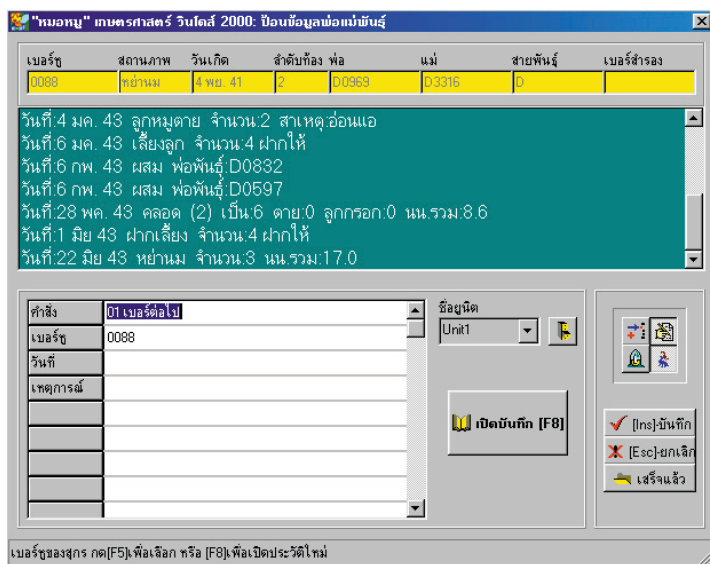 "หมอหมู" เกษตรศาสตร์ วินโดส์ 2000: ป้อนข้อมูลพ่อแม่พันธุ์
เบอร์หู สถานภาพ วันเกิด ลำดับท้อง พ่อ แม่ สายพันธุ์ เบอร์สำรอง
0088 หย่านม 4 พย. 41 2 D0969 D3316 D
วันที่:4 มค. 43 ลูกหมูตาย จำนวน:2 สาเหตุ:อ่อนแอ
วันที่:6 มค. 43 เลี้ยงลูก จำนวน:4 ฝากให้
วันที่:6 กพ. 43 ผสม พ่อพันธุ์:D0832
วันที่:6 กพ. 43 ผสม พ่อพันธุ์:D0597
วันที่:28 พค. 43 คลอด (2) เป็น:6 ตาย:0 ลูกกรอก:0 นน.รวม:8.6
วันที่:1 มิย 43 ฝากเลี้ยง จำนวน:4 ฝากให้
วันที่:22 มิย 43 หย่านม จำนวน:3 นน.รวม:17.0
คำสั่ง 01 เบอร์ต่อไป
เบอร์หู 0088
วันที่
เหตุการณ์
ชื่อยูนิต
Unit1
เปิดบันทึก [F8]
[Ins]-บันทึก
[Esc]-ยกเลิก
เสร็จแล้ว
เบอร์หูของสุกร กด[F5]เพื่อเลือก หรือ [F8]เพื่อเปิดประวัติใหม่